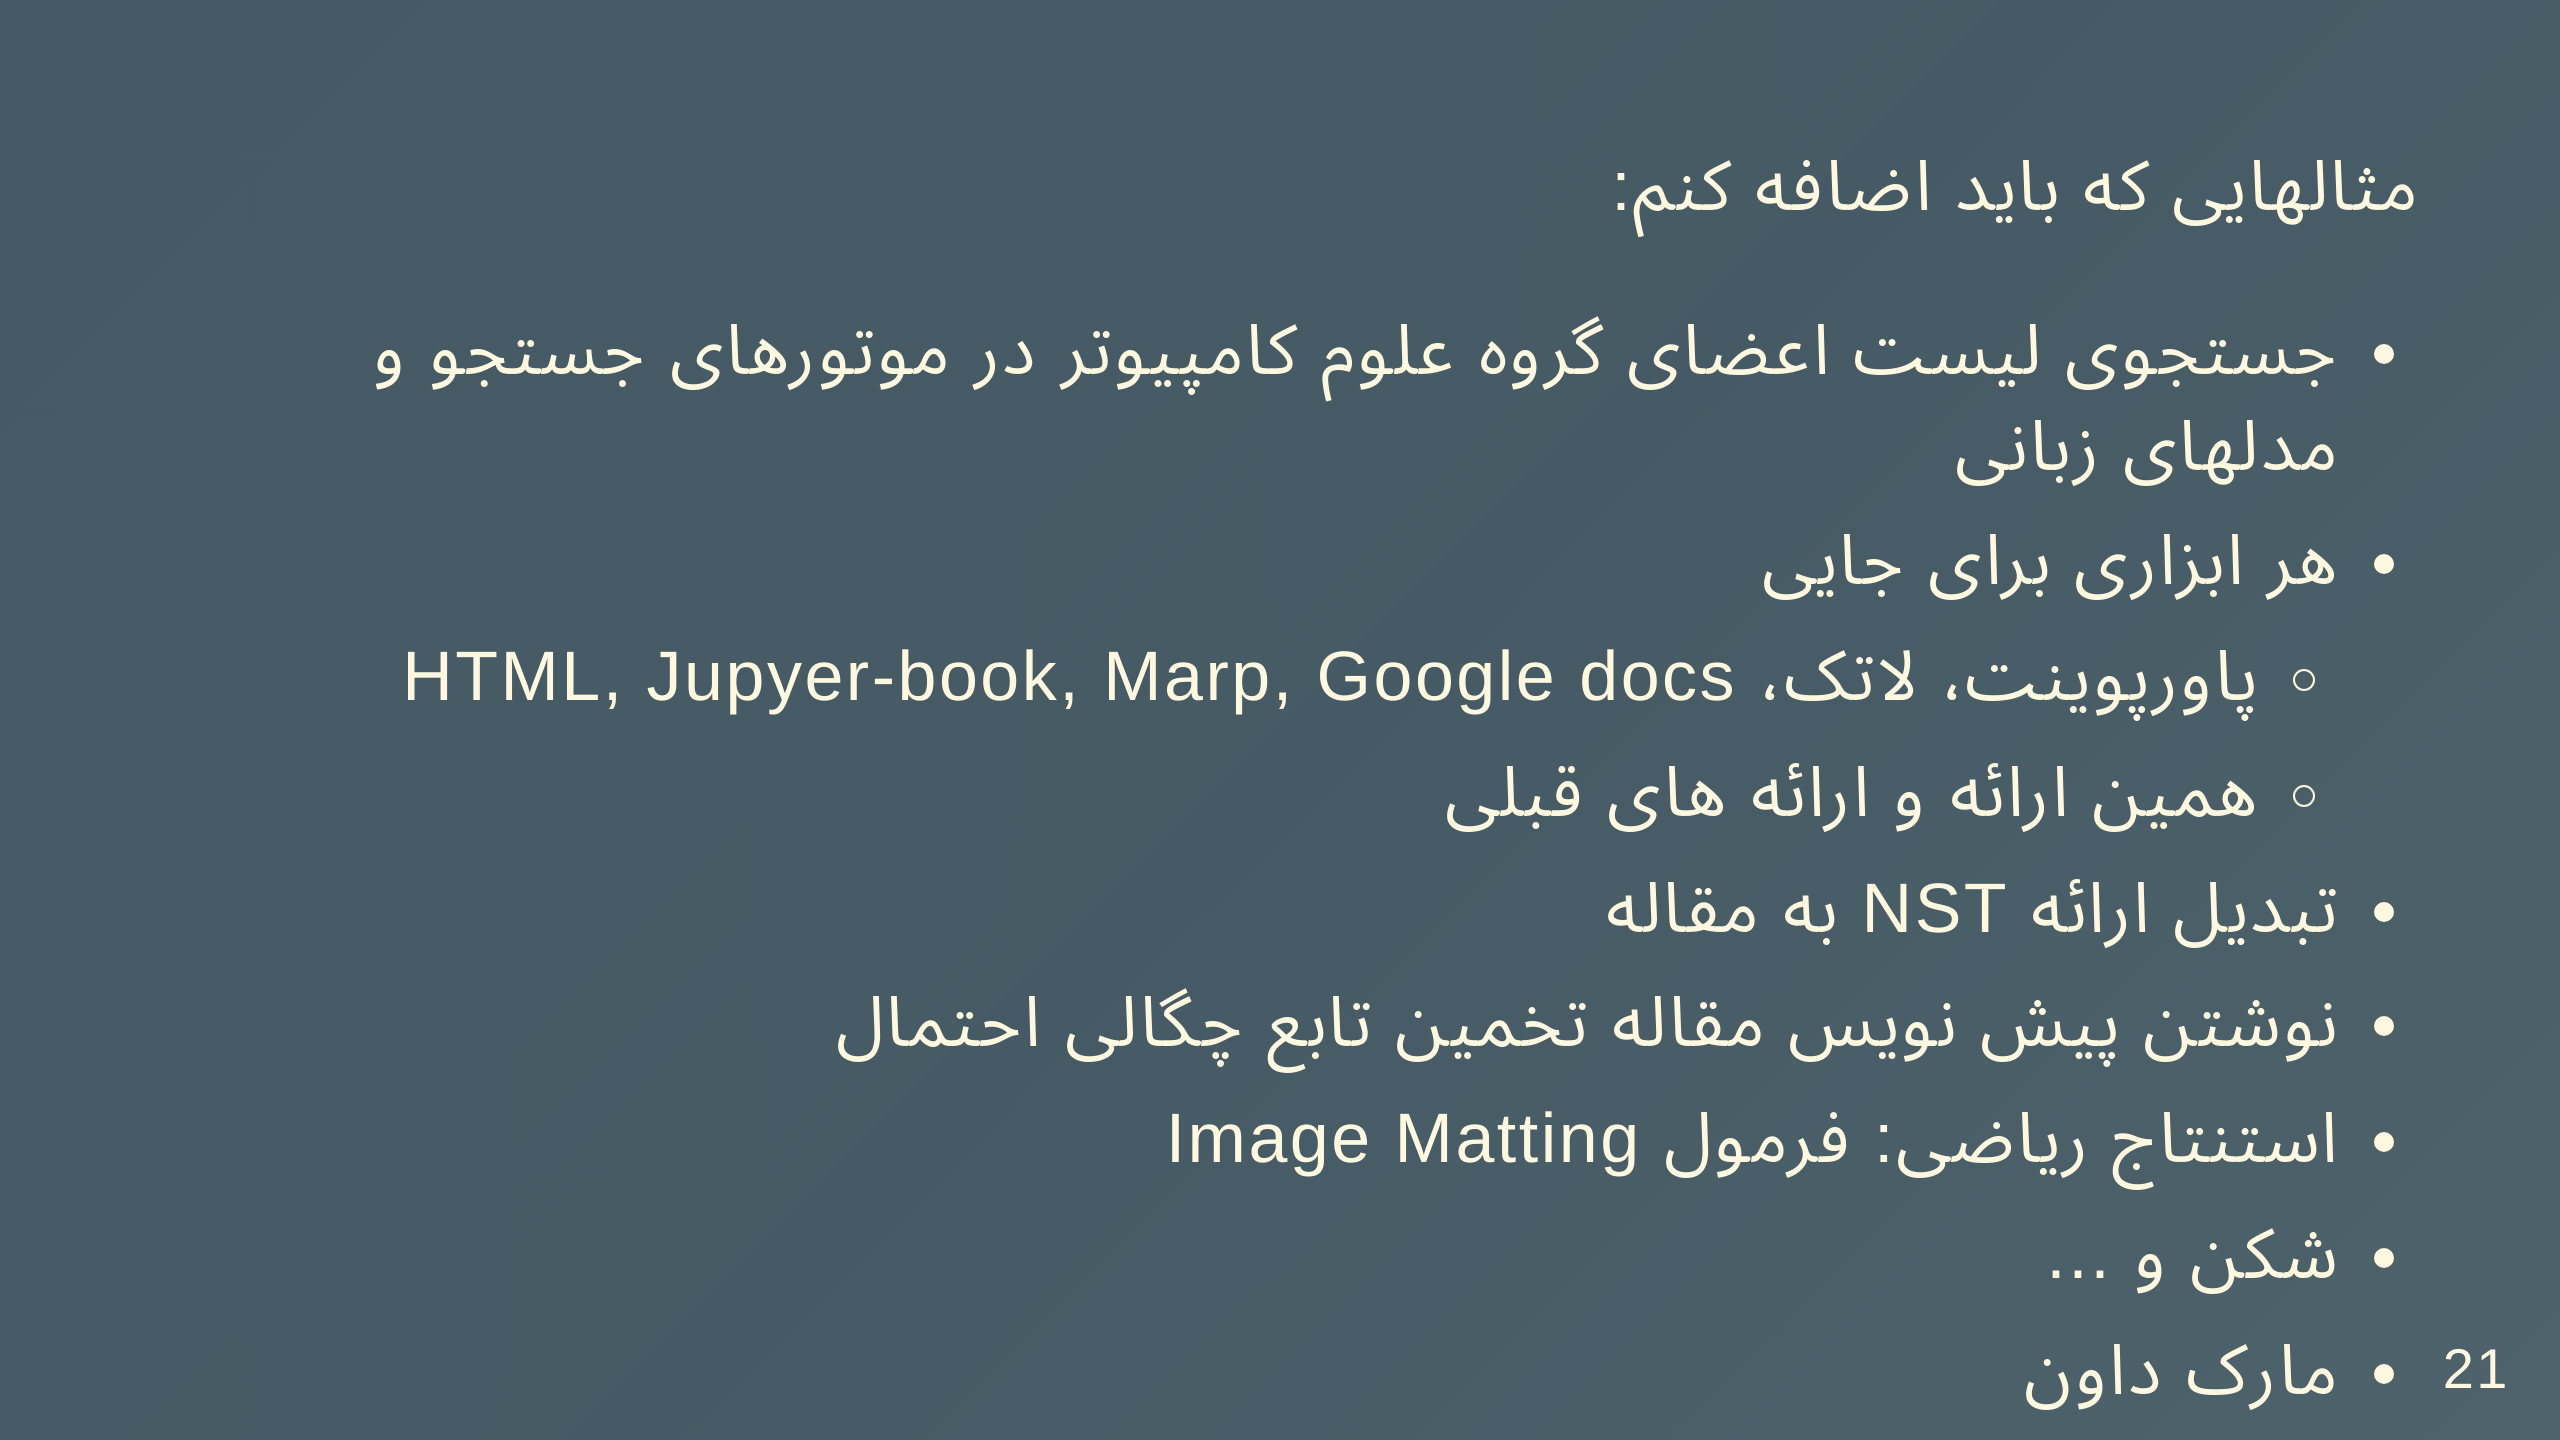 مثالهایی که باید اضافه کنم:
• جستجوی لیست اعضای گروه علوم کامپیوتر در موتورهای جستجو و
مدلهای زبانی
• هر ابزاری برای جایی
○ پاورپوینت، لاتک، HTML, Jupyer-book, Marp, Google docs
○ همین ارائه و ارائه های قبلی
• تبدیل ارائه NST به مقاله
• نوشتن پیش نویس مقاله تخمین تابع چگالی احتمال
• استنتاج ریاضی: فرمول Image Matting
• شکن و ...
• مارک داون
21